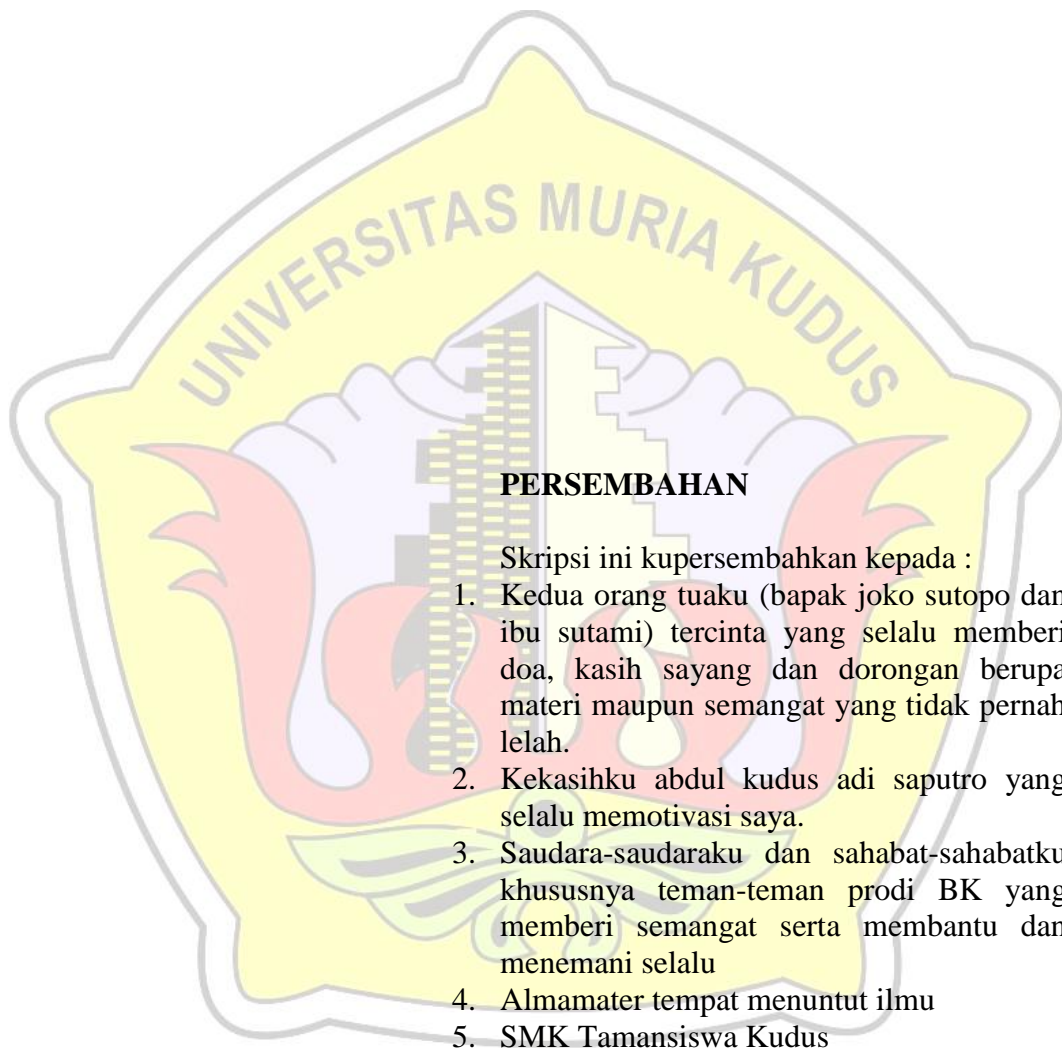 UNIVERSITAS MURIA KUDUS
PERSEMBAHAN
Skripsi ini kupersembahkan kepada :
1. Kedua orang tuaku (bapak joko sutopo dan
ibu sutami) tercinta yang selalu memberi
doa, kasih sayang dan dorongan berupa
materi maupun semangat yang tidak pernah
lelah.
2. Kekasihku abdul kudus adi saputro yang
selalu memotivasi saya.
3. Saudara-saudaraku dan sahabat-sahabatku
khususnya teman-teman prodi BK yang
memberi semangat serta membantu dan
menemani selalu
4. Almamater tempat menuntut ilmu
5. SMK Tamansiswa Kudus